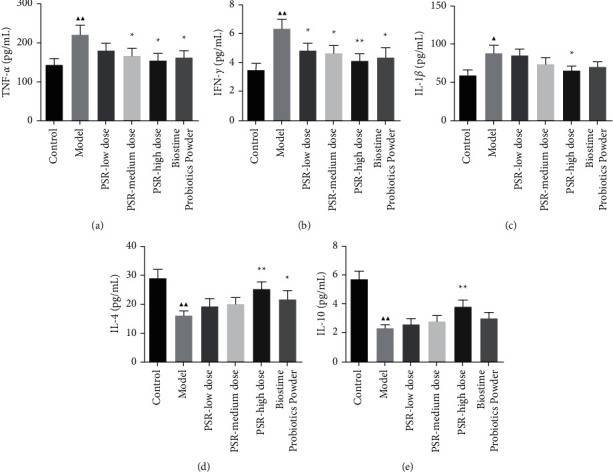 300
200
100
0
TNF-α (pg/mL)
▲▲
*
*
*
Control
Model
PSR-low dose
PSR-medium dose
PSR-high dose
Biostime
Probiotics Powder
(a)
8
6
4
2
0
IFN-γ (pg/mL)
▲▲
*
*
**
*
Control
Model
PSR-low dose
PSR-medium dose
PSR-high dose
Biostime
Probiotics Powder
(b)
150
100
50
0
IL-1β (pg/mL)
▲
*
Control
Model
PSR-low dose
PSR-medium dose
PSR-high dose
Biostime
Probiotics Powder
(c)
40
30
20
10
0
IL-4 (pg/mL)
▲▲
**
*
Control
Model
PSR-low dose
PSR-medium dose
PSR-high dose
Biostime
Probiotics Powder
(d)
8
6
4
2
0
IL-10 (pg/mL)
▲▲
**
Control
Model
PSR-low dose
PSR-medium dose
PSR-high dose
Biostime
Probiotics Powder
(e)